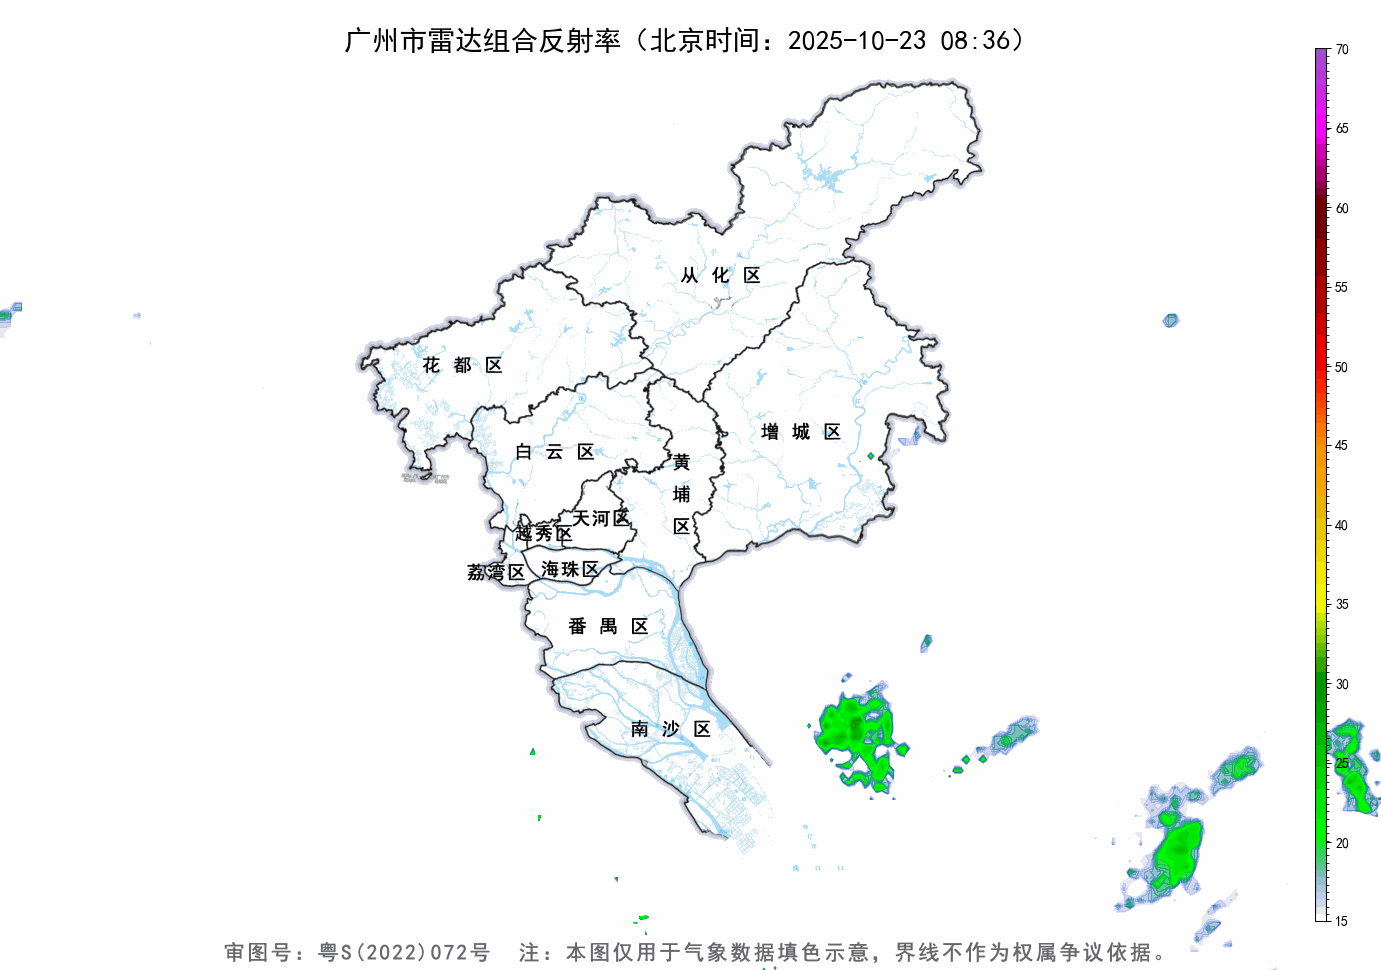 广州市雷达组合反射率（北京时间：2025-10-23 08:36）
70
65
60
55
50
45
40
35
30
25
20
15
从化区
花都区
增城区
白云区
黄埔区
天河区
越秀区
荔湾区
海珠区
番禺区
南沙区
审图号：粤S(2022)072号 注：本图仅用于气象数据填色示意，界线不作为权属争议依据。